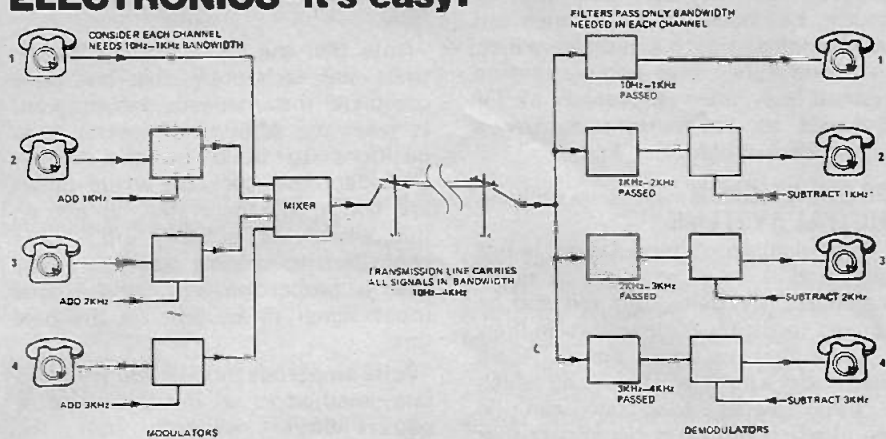 ELECTRONICS it's easy!
CONSIDER EACH CHANNEL
NEEDS 10Hz–1KHz BANDWIDTH
1
2
ADD 1KHz
3
ADD 2KHz
4
ADD 3KHz
MODULATORS
MIXER
TRANSMISSION LINE CARRIES
ALL SIGNALS IN BANDWIDTH
10Hz–4KHz
FILTERS PASS ONLY BANDWIDTH
NEEDED IN EACH CHANNEL
10Hz–1KHz
PASSED
1
1KHz–2KHz
PASSED
SUBTRACT 1KHz
2
2KHz–3KHz
PASSED
SUBTRACT 2KHz
3
3KHz–4KHz
PASSED
SUBTRACT 3KHz
4
DEMODULATORS